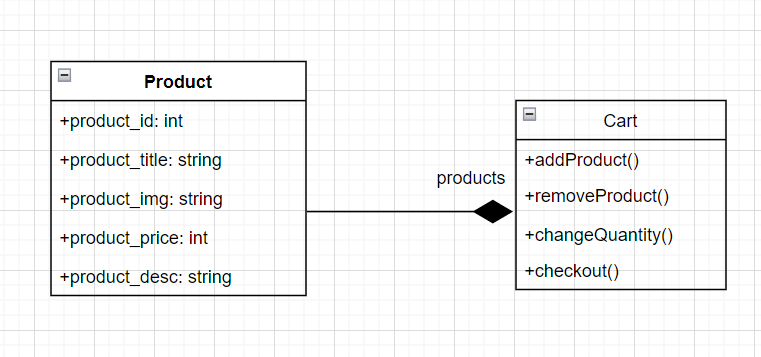 Product
+product_id: int
+product_title: string
+product_img: string
+product_price: int
+product_desc: string
products
Cart
+addProduct()
+removeProduct()
+changeQuantity()
+checkout()